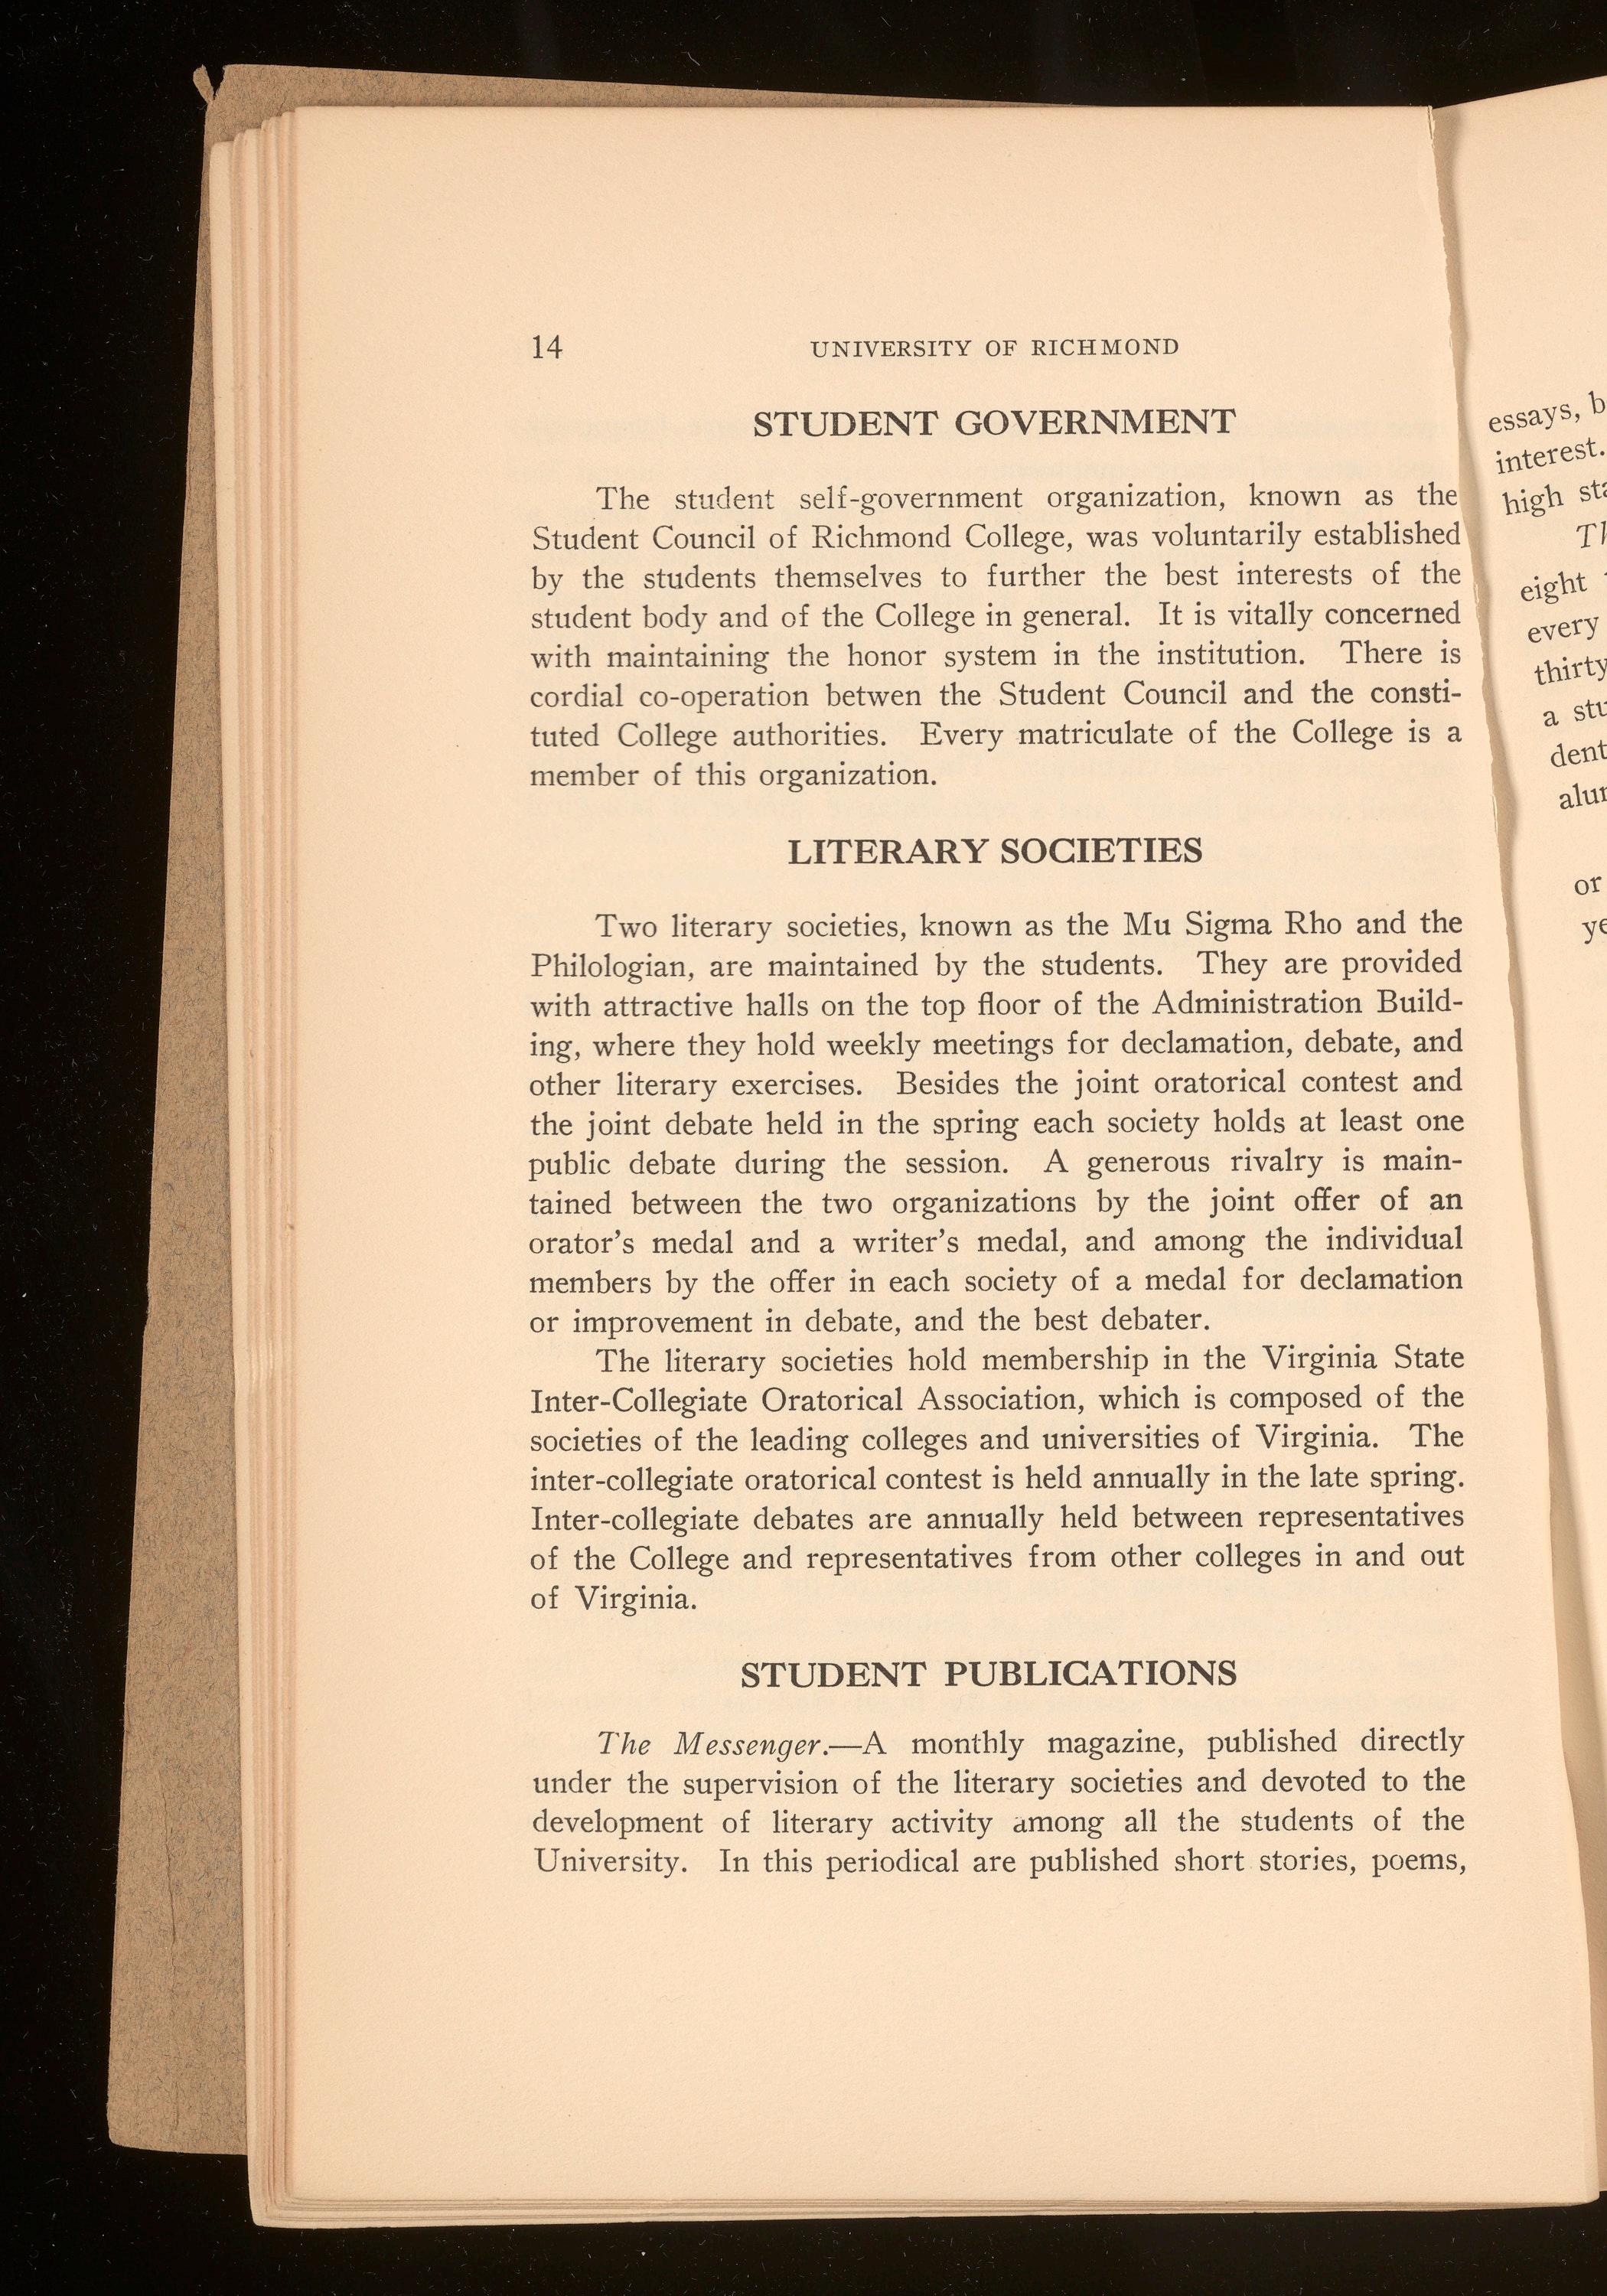 14 UNIVERSITY OF RICHMOND
STUDENT GOVERNMENT
The student self-government organization, known as the
Student Council of Richmond College, was voluntarily established
by the students themselves to further the best interests of the
student body and of the College in general. It is vitally concerned
with maintaining the honor system in the institution. There is
cordial co-operation betwen the Student Council and the consti-
tuted College authorities. Every matriculate of the College is a
member of this organization.
LITERARY SOCIETIES
Two literary societies, known as the Mu Sigma Rho and the
Philologian, are maintained by the students. They are provided
with attractive halls on the top floor of the Administration Build-
ing, where they hold weekly meetings for declamation, debate, and
other literary exercises. Besides the joint oratorical contest and
the joint debate held in the spring each society holds at least one
public debate during the session. A generous rivalry is main-
tained between the two organizations by the joint offer of an
orator's medal and a writer's medal, and among the individual
members by the offer in each society of a medal for declamation
or improvement in debate, and the best debater.
The literary societies hold membership in the Virginia State
Inter-Collegiate Oratorical Association, which is composed of the
societies of the leading colleges and universities of Virginia. The
inter-collegiate oratorical contest is held annually in the late spring.
Inter-collegiate debates are annually held between representatives
of the College and representatives from other colleges in and out
of Virginia.
STUDENT PUBLICATIONS
The Messenger.—A monthly magazine, published directly
under the supervision of the literary societies and devoted to the
development of literary activity among all the students of the
University. In this periodical are published short stories, poems,
essays,
interest.
high
eight
every
thirty
a
or